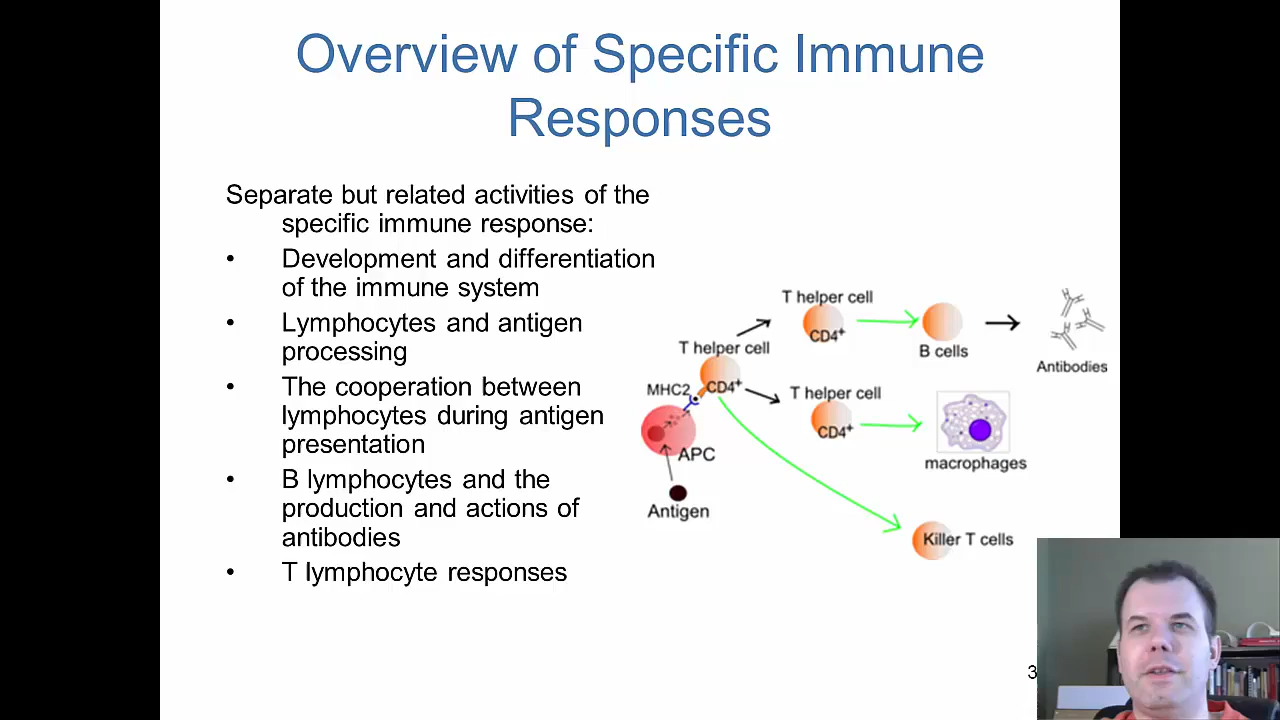 Overview of Specific Immune
Responses
Separate but related activities of the
specific immune response:
• Development and differentiation
of the immune system
• Lymphocytes and antigen
processing
• The cooperation between
lymphocytes during antigen
presentation
• B lymphocytes and the
production and actions of
antibodies
• T lymphocyte responses
T helper cell
CD4+
B cells
Antibodies
T helper cell
MHC2
CD4+
T helper cell
CD4+
macrophages
APC
Antigen
Killer T cells
3